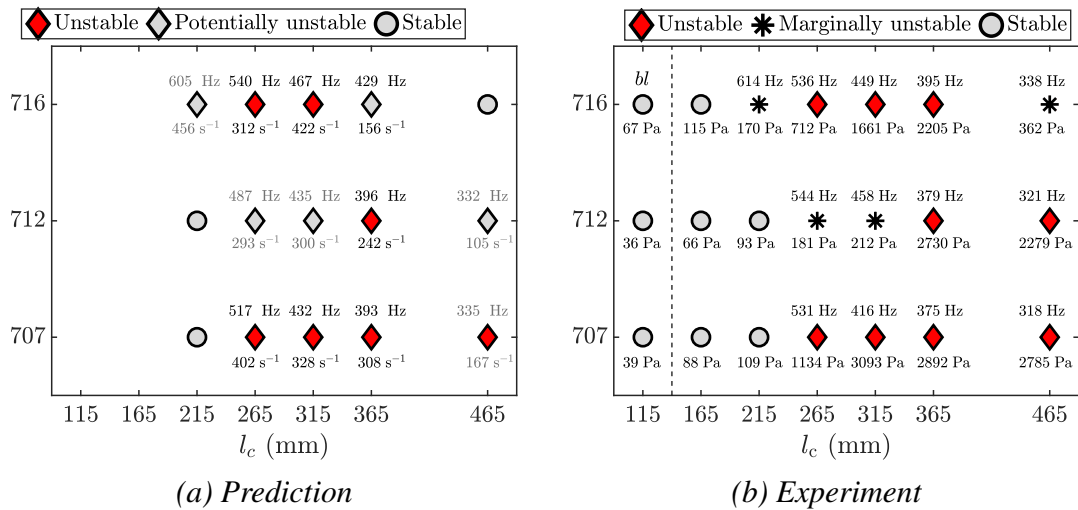 Unstable Potentially unstable Stable
716
605 Hz 540 Hz 467 Hz 429 Hz
456 s⁻¹ 312 s⁻¹ 422 s⁻¹ 156 s⁻¹
712
487 Hz 435 Hz 396 Hz 332 Hz
293 s⁻¹ 300 s⁻¹ 242 s⁻¹ 105 s⁻¹
707
517 Hz 432 Hz 393 Hz 335 Hz
402 s⁻¹ 328 s⁻¹ 308 s⁻¹ 167 s⁻¹
115 165 215 265 315 365 465
l_c (mm)
(a) Prediction
Unstable Marginally unstable Stable
716
bl 614 Hz 536 Hz 449 Hz 395 Hz 338 Hz
67 Pa 115 Pa 170 Pa 712 Pa 1661 Pa 2205 Pa 362 Pa
712
544 Hz 458 Hz 379 Hz 321 Hz
36 Pa 66 Pa 93 Pa 181 Pa 212 Pa 2730 Pa 2279 Pa
707
531 Hz 416 Hz 375 Hz 318 Hz
39 Pa 88 Pa 109 Pa 1134 Pa 3093 Pa 2892 Pa 2785 Pa
115 165 215 265 315 365 465
l_c (mm)
(b) Experiment